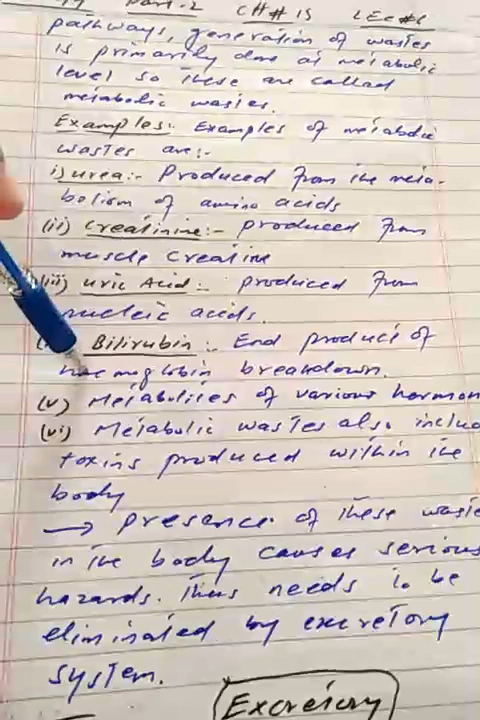 Part-2 CH#15 LEC#6
pathways, generation of wastes
is primarily done at metabolic
level so these are called
metabolic wastes.
Examples:- Examples of metabolic
wastes are:-
i) urea:- Produced from the meta-
bolism of amino acids
(ii) Creatinine:- produced from
muscle Creatine
(iii) uric Acid:- produced from
nucleic acids.
Bilirubin:- End product of
haemoglobin breakdown.
(v) Metabolites of various hormon
(vi) Metabolic wastes also includ
toxins produced within the
body
→ presence of these waste
in the body causes serious
hazards. Thus needs to be
eliminated by excretory
system.
Excretory